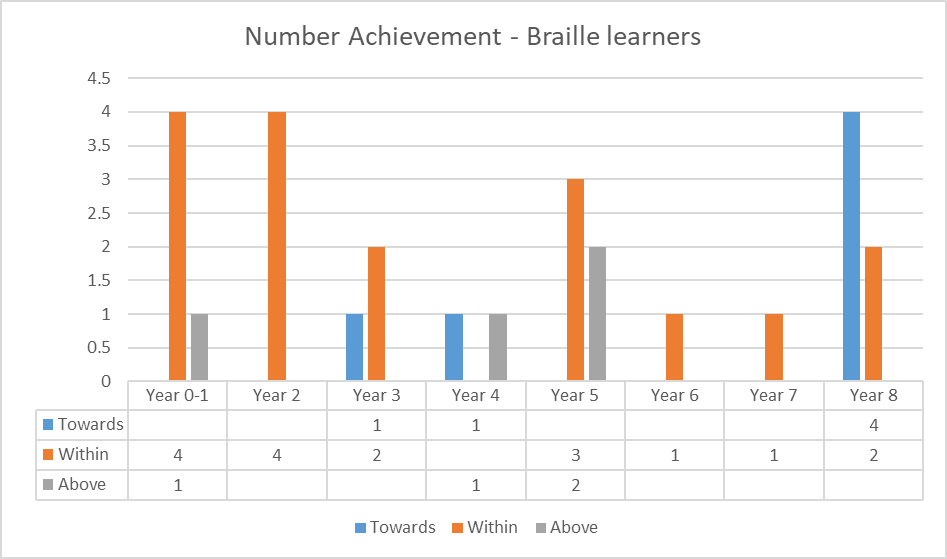 Number Achievement - Braille learners
4.5
4
3.5
3
2.5
2
1.5
1
0.5
0
Year 0-1 Year 2 Year 3 Year 4 Year 5 Year 6 Year 7 Year 8
Towards 1 1 4
Within 4 4 2 3 1 1 2
Above 1 1 2
Towards Within Above